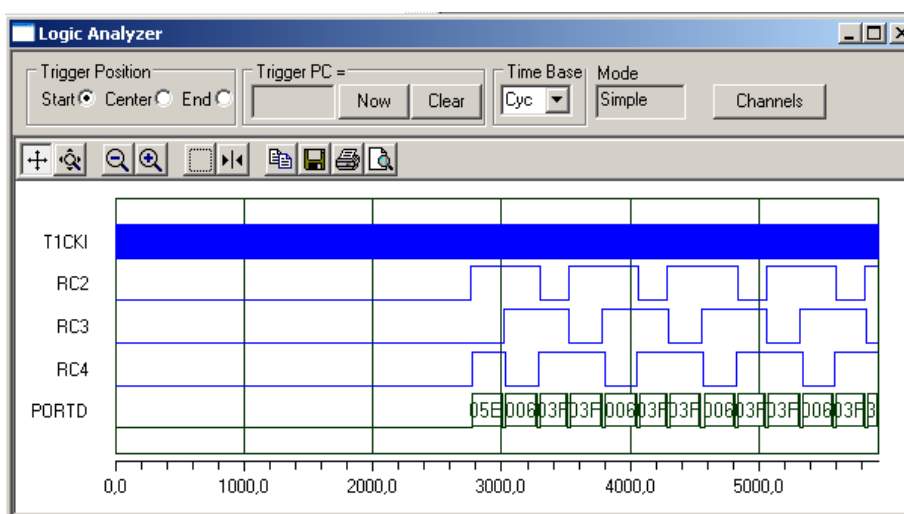 Logic Analyzer
Trigger Position
Start Center End
Trigger PC =
Now Clear
Time Base
Cyc
Mode
Simple
Channels
T1CKI
RC2
RC3
RC4
PORTD
05E 006 03F 03F 006 03F 03F 006 03F 03F 006 03F 3
0,0 1000,0 2000,0 3000,0 4000,0 5000,0